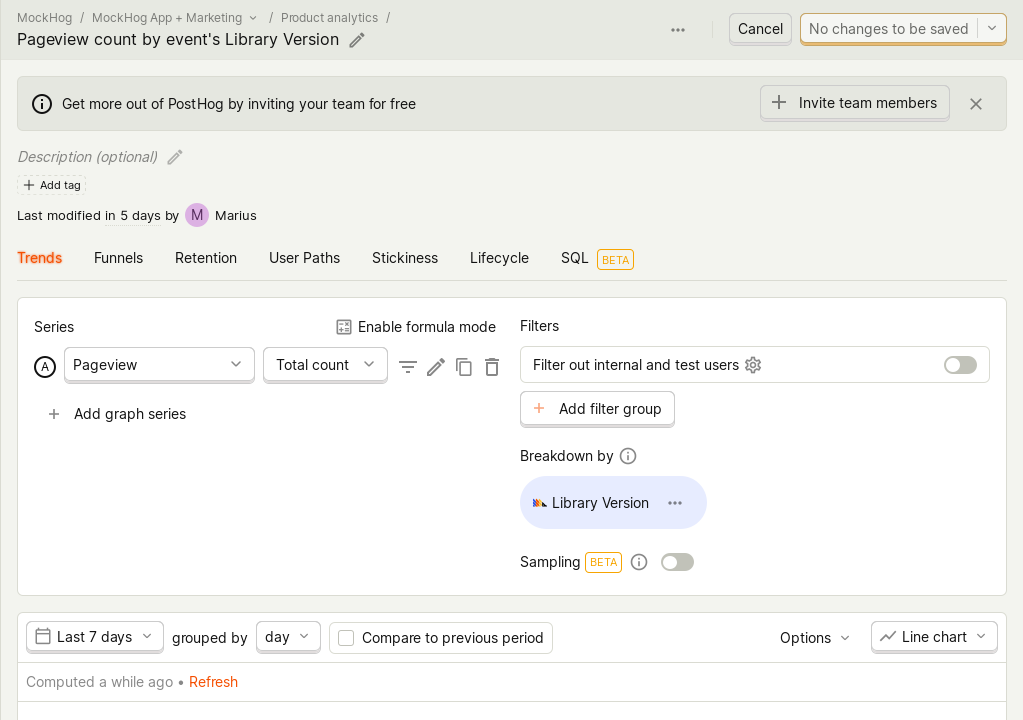 MockHog / MockHog App + Marketing / Product analytics /
Pageview count by event's Library Version
Cancel
No changes to be saved
Get more out of PostHog by inviting your team for free
Invite team members
Description (optional)
Add tag
Last modified in 5 days by M Marius
Trends Funnels Retention User Paths Stickiness Lifecycle SQL BETA
Series
Enable formula mode
A Pageview Total count
Add graph series
Filters
Filter out internal and test users
Add filter group
Breakdown by
Library Version
Sampling BETA
Last 7 days grouped by day Compare to previous period Options Line chart
Computed a while ago • Refresh